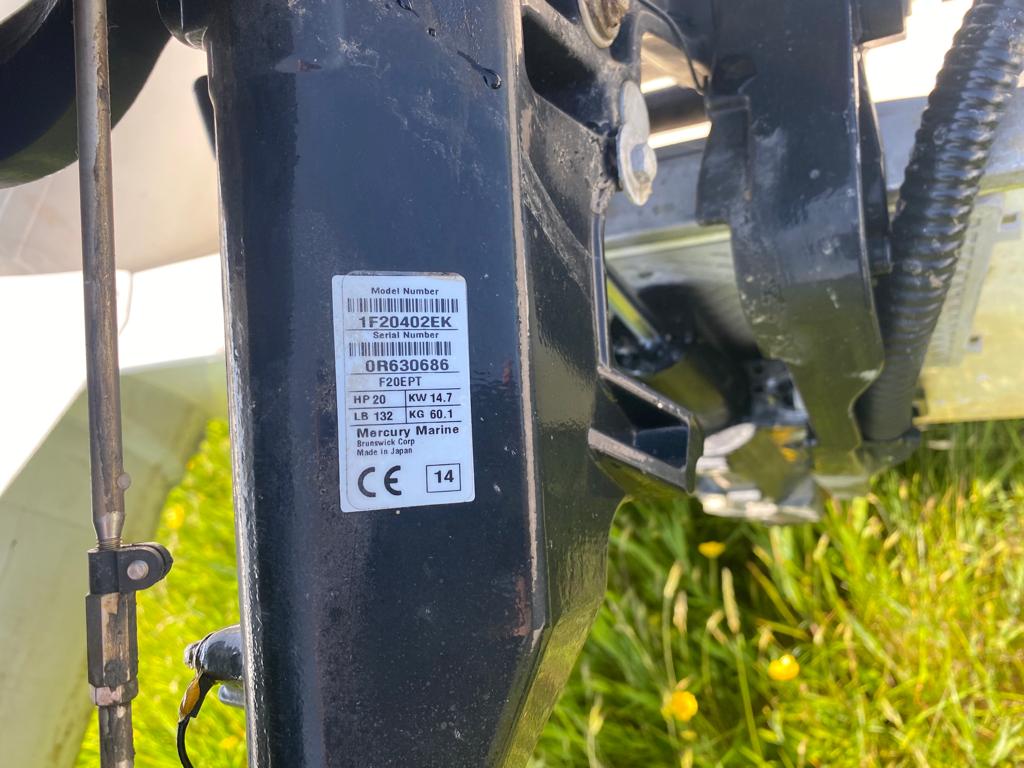 Model Number
1F20402EK
Serial Number
0R630686
F20EPT
HP 20 KW 14.7
LB 132 KG 60.1
Mercury Marine
Brunswick Corp
Made in Japan
CE 14